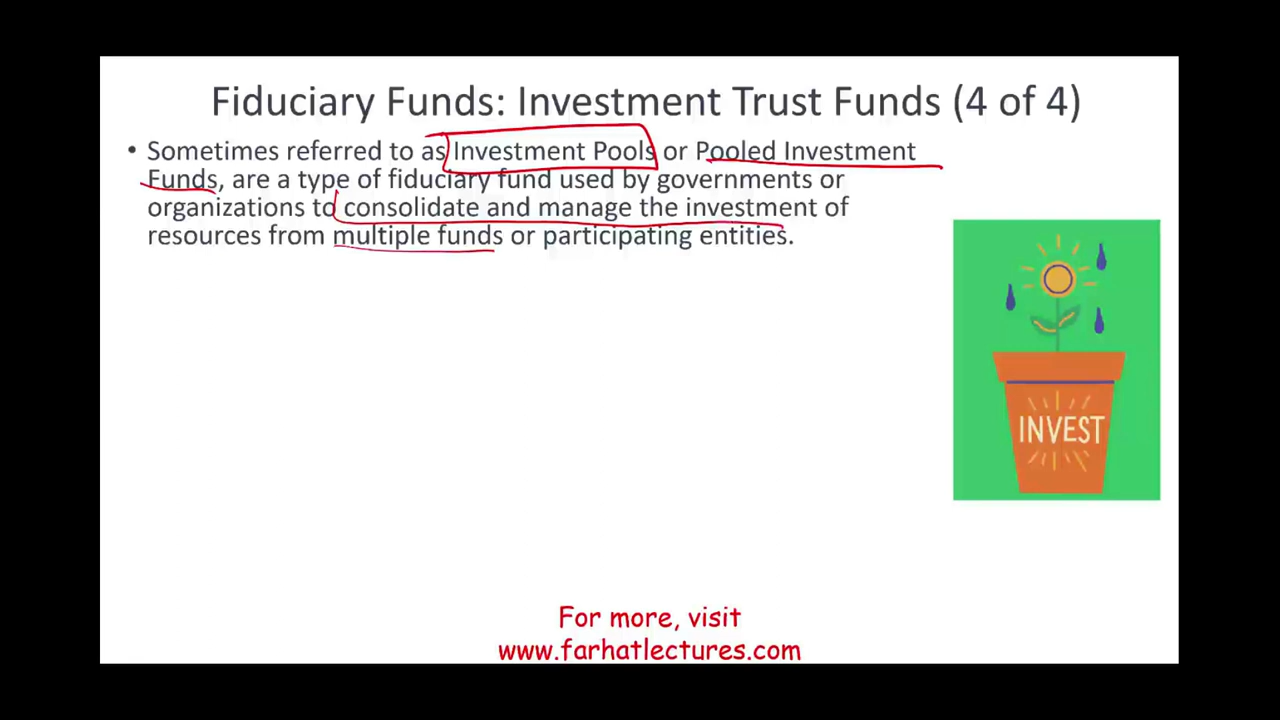 Fiduciary Funds: Investment Trust Funds (4 of 4)
• Sometimes referred to as Investment Pools or Pooled Investment
Funds, are a type of fiduciary fund used by governments or
organizations to consolidate and manage the investment of
resources from multiple funds or participating entities.
INVEST
For more, visit
www.farhatlectures.com